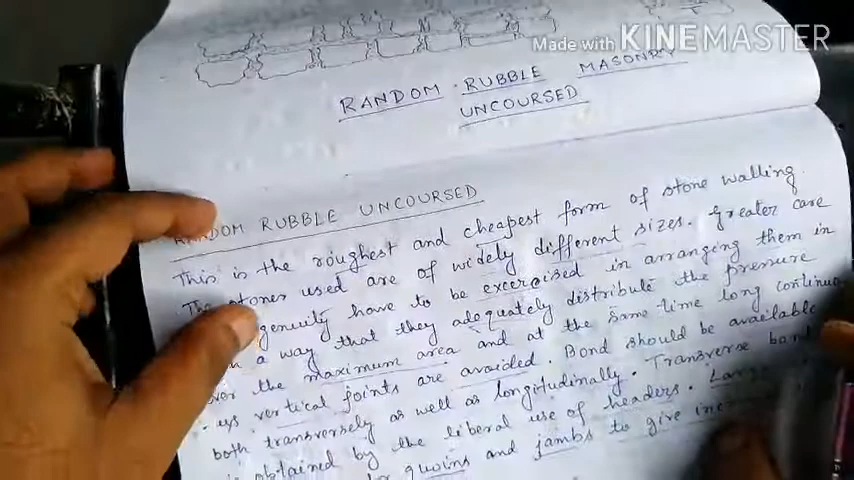 Made with KINEMASTER
RANDOM RUBBLE MASONRY
UNCOURSED
RANDOM RUBBLE UNCOURSED
This is the roughest and cheapest form of stone walling
The stones used are of widely different sizes. Greater care
genuity have to be excercised in arranging them in
a way that they adequately distribute the pressure
over the maximum area and at the same time long continuo
us vertical joints are avoided. Bond should be available
both transversely as well as longitudinally. Transverse bond
is obtained by the liberal use of headers. Large
quoins and jambs to give